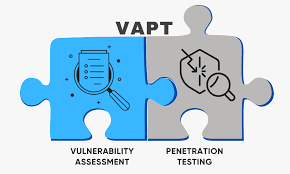 VAPT
VULNERABILITY
ASSESSMENT
PENETRATION
TESTING